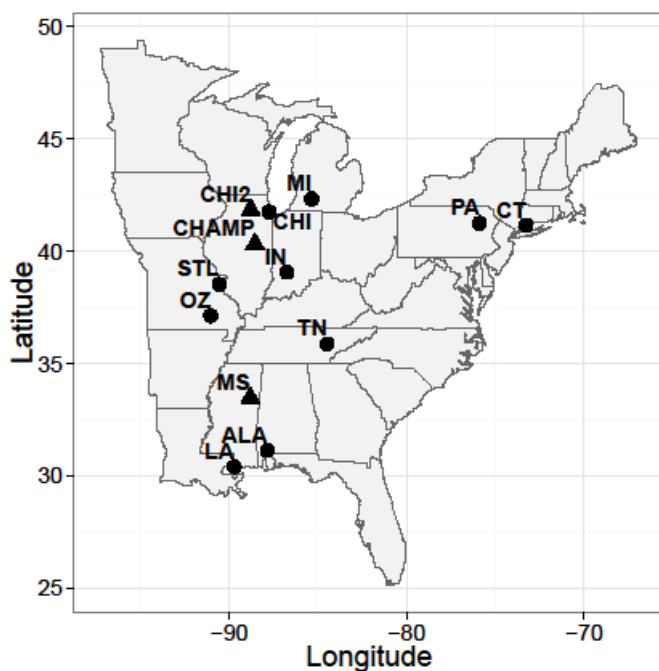 50
45
40
35
30
25
Latitude
CHI2
MI
CHI
CHAMP
IN
STL
OZ
PA
CT
TN
MS
ALA
LA
−90
−80
−70
Longitude